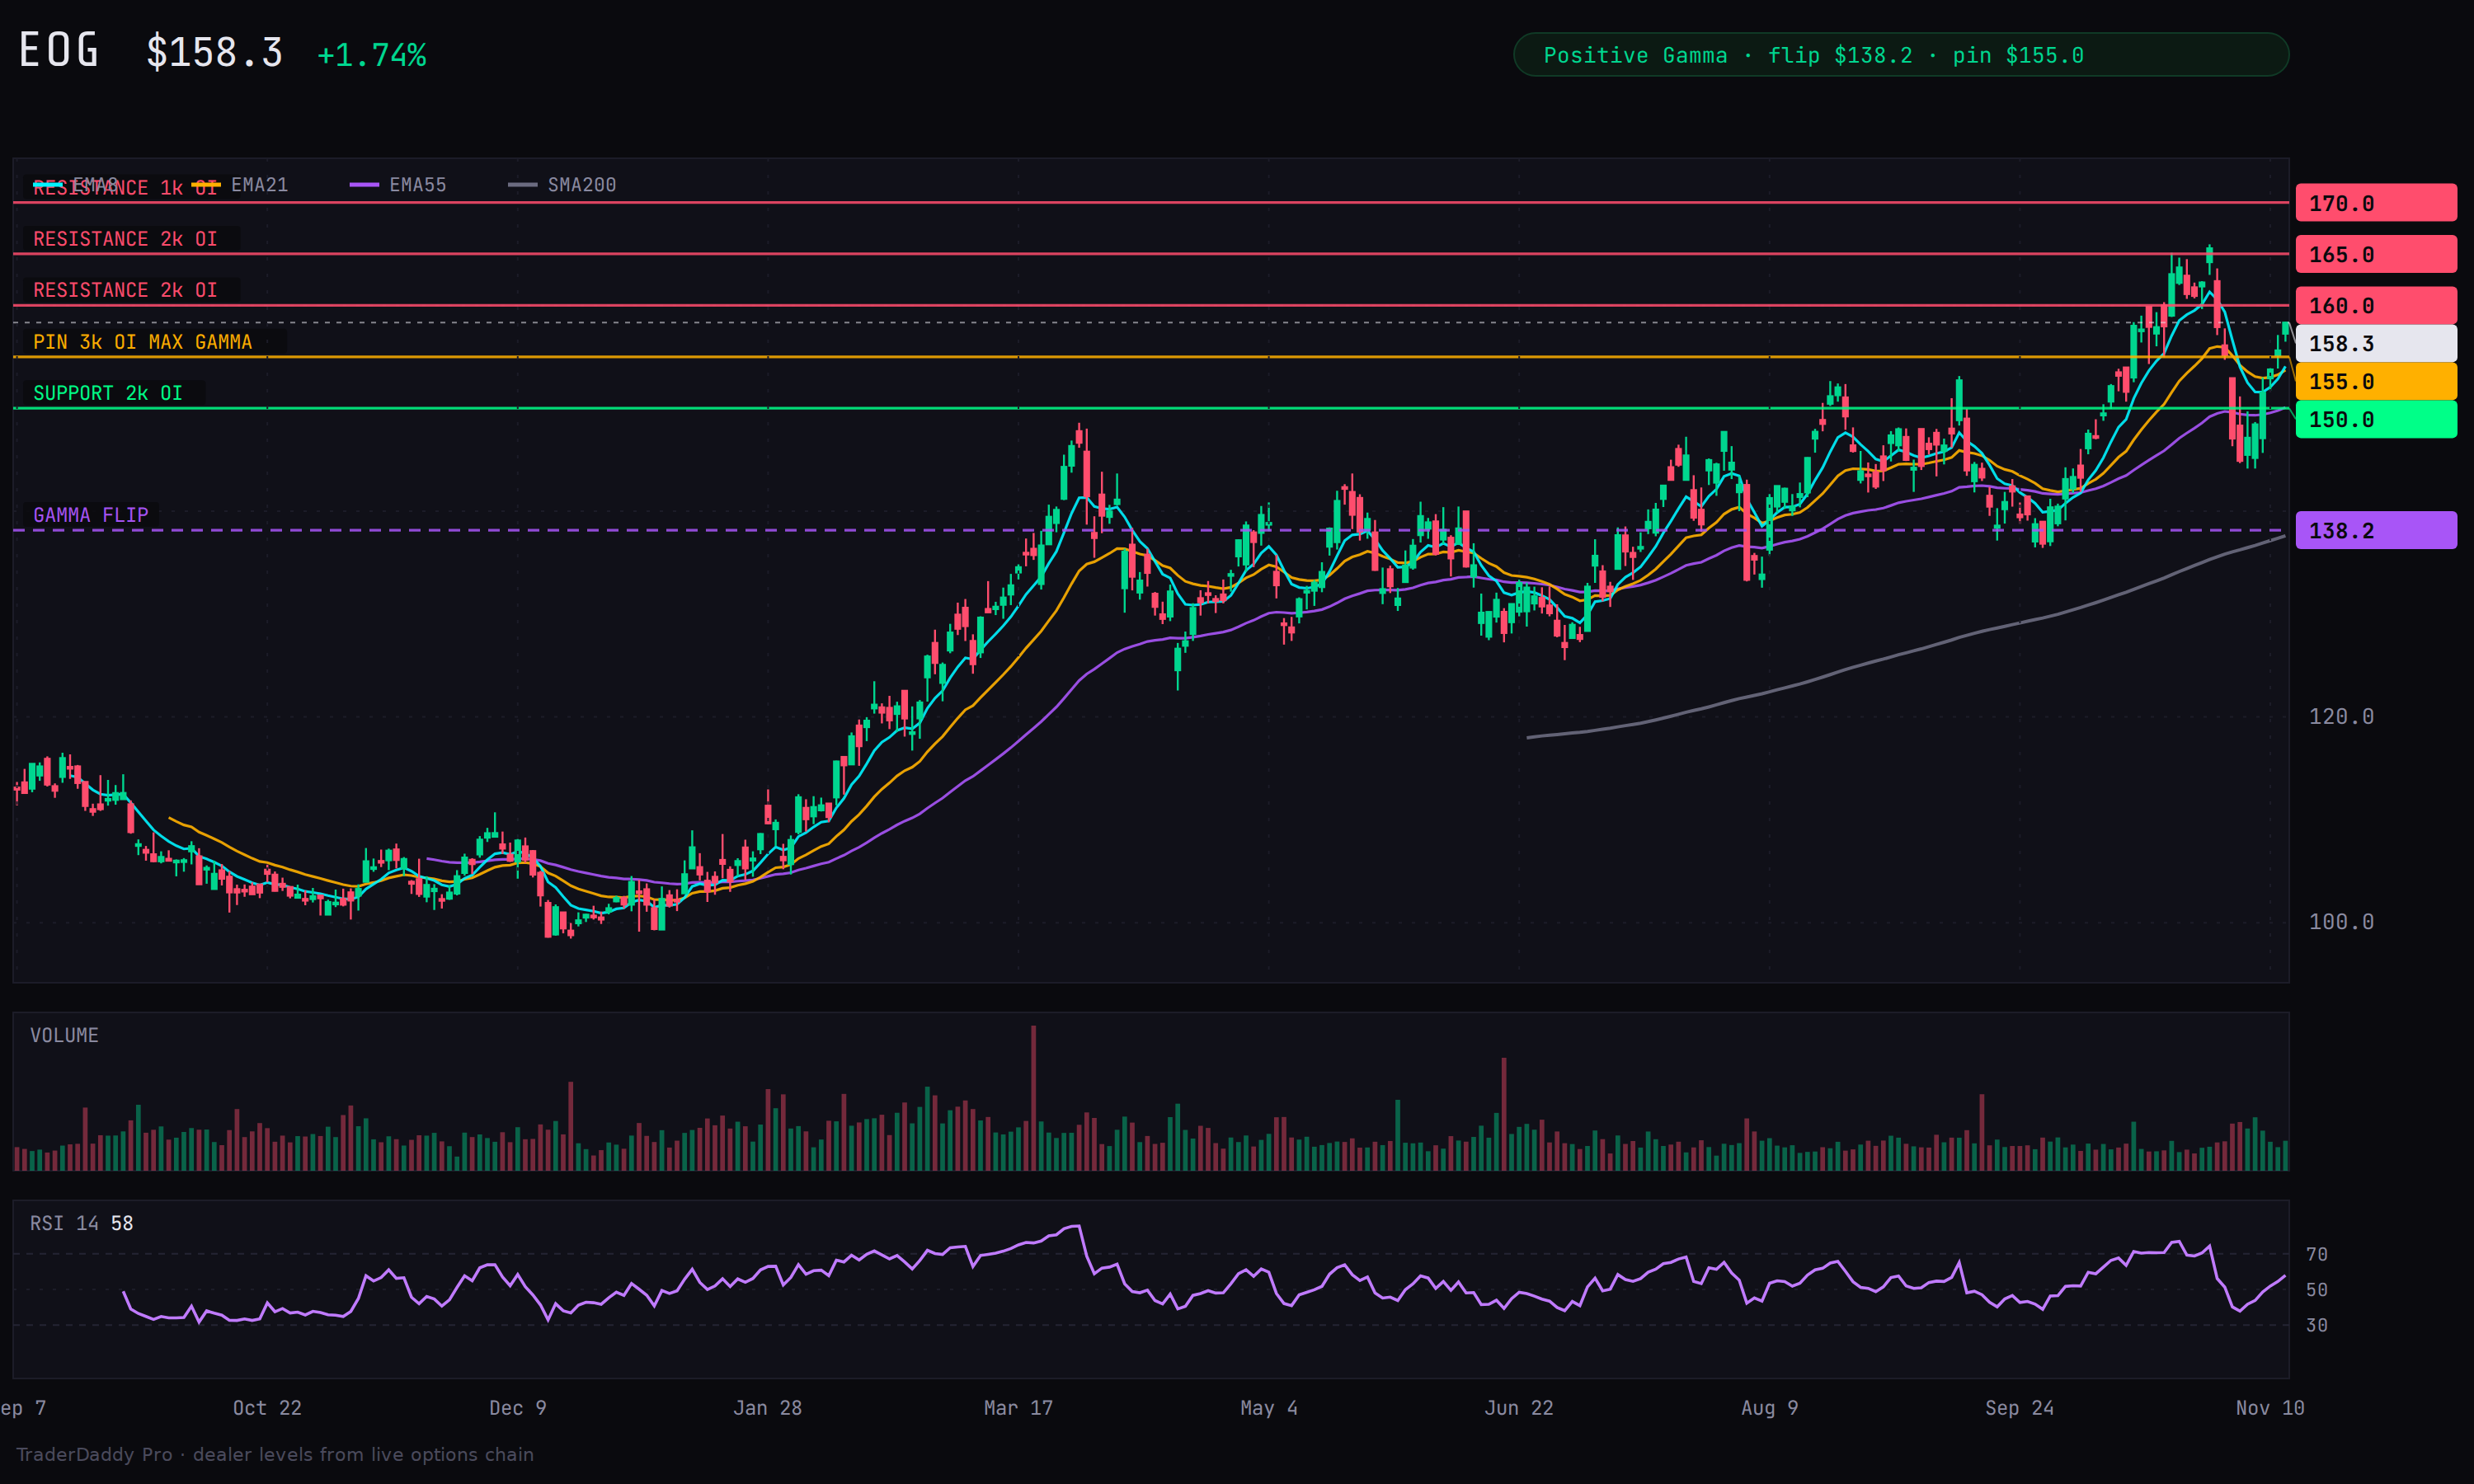 EOG $158.3 +1.74%
Positive Gamma · flip $138.2 · pin $155.0
RESISTANCE 1k OI
EMA9 EMA21 EMA55 SMA200
170.0
RESISTANCE 2k OI
165.0
RESISTANCE 2k OI
160.0
158.3
PIN 3k OI MAX GAMMA
155.0
SUPPORT 2k OI
150.0
GAMMA FLIP
138.2
120.0
100.0
VOLUME
RSI 14 58
70
50
30
ep 7 Oct 22 Dec 9 Jan 28 Mar 17 May 4 Jun 22 Aug 9 Sep 24 Nov 10
TraderDaddy Pro · dealer levels from live options chain